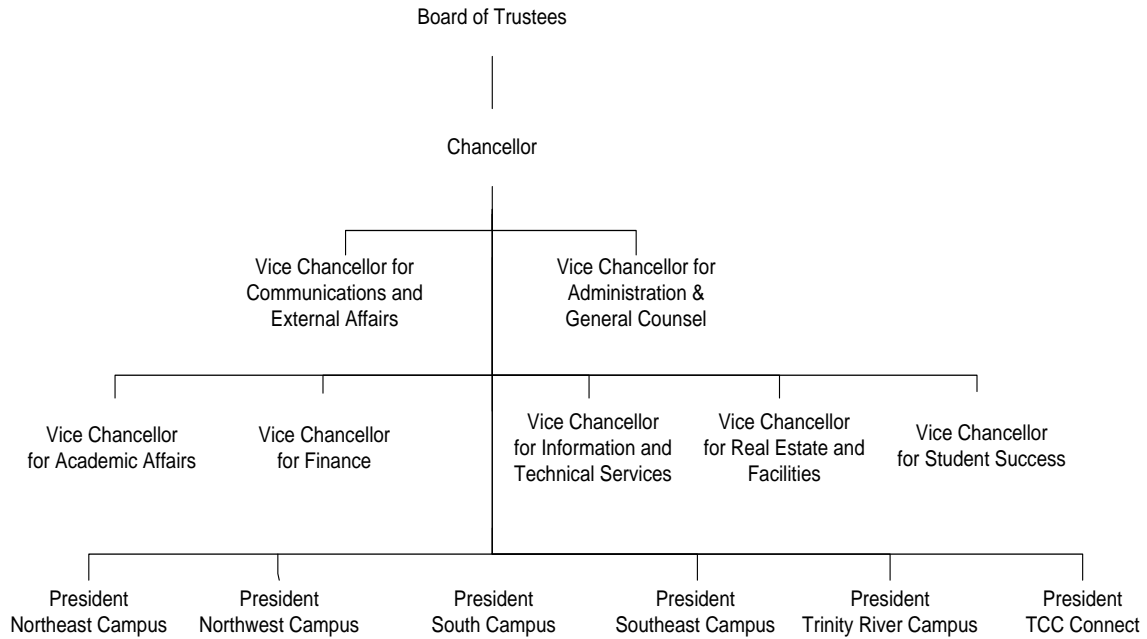 Board of Trustees
Chancellor
Vice Chancellor for
Communications and
External Affairs
Vice Chancellor for
Administration &
General Counsel
Vice Chancellor
for Academic Affairs
Vice Chancellor
for Finance
Vice Chancellor
for Information and
Technical Services
Vice Chancellor
for Real Estate and
Facilities
Vice Chancellor
for Student Success
President
Northeast Campus
President
Northwest Campus
President
South Campus
President
Southeast Campus
President
Trinity River Campus
President
TCC Connect